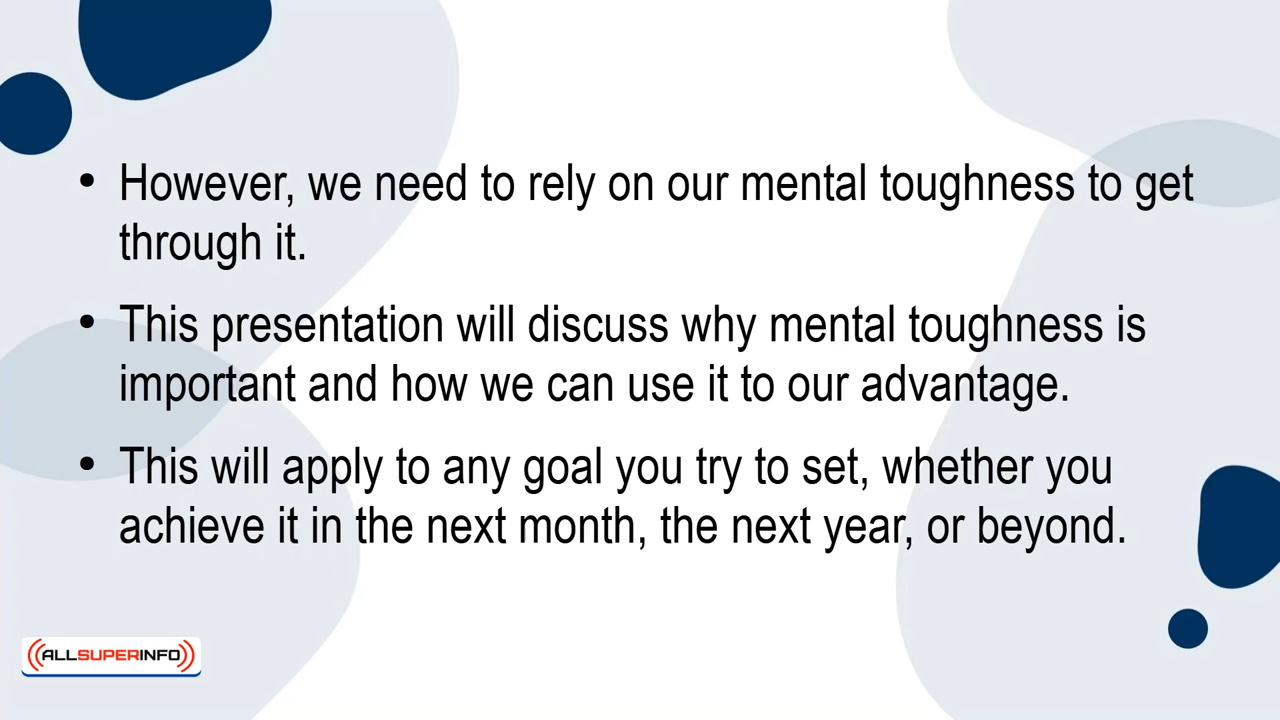 • However, we need to rely on our mental toughness to get
through it.
• This presentation will discuss why mental toughness is
important and how we can use it to our advantage.
• This will apply to any goal you try to set, whether you
achieve it in the next month, the next year, or beyond.
ALLSUPERINFO